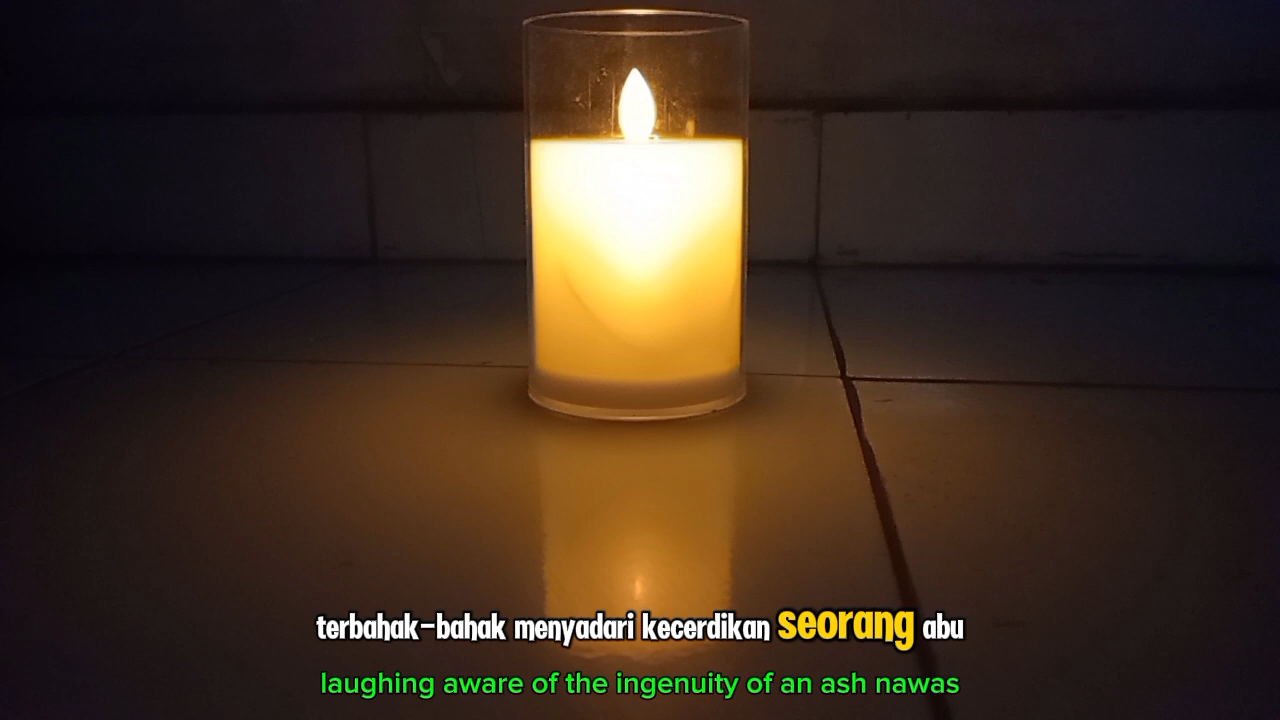 terbahak-bahak menyadari kecerdikan seorang abu
laughing aware of the ingenuity of an ash nawas